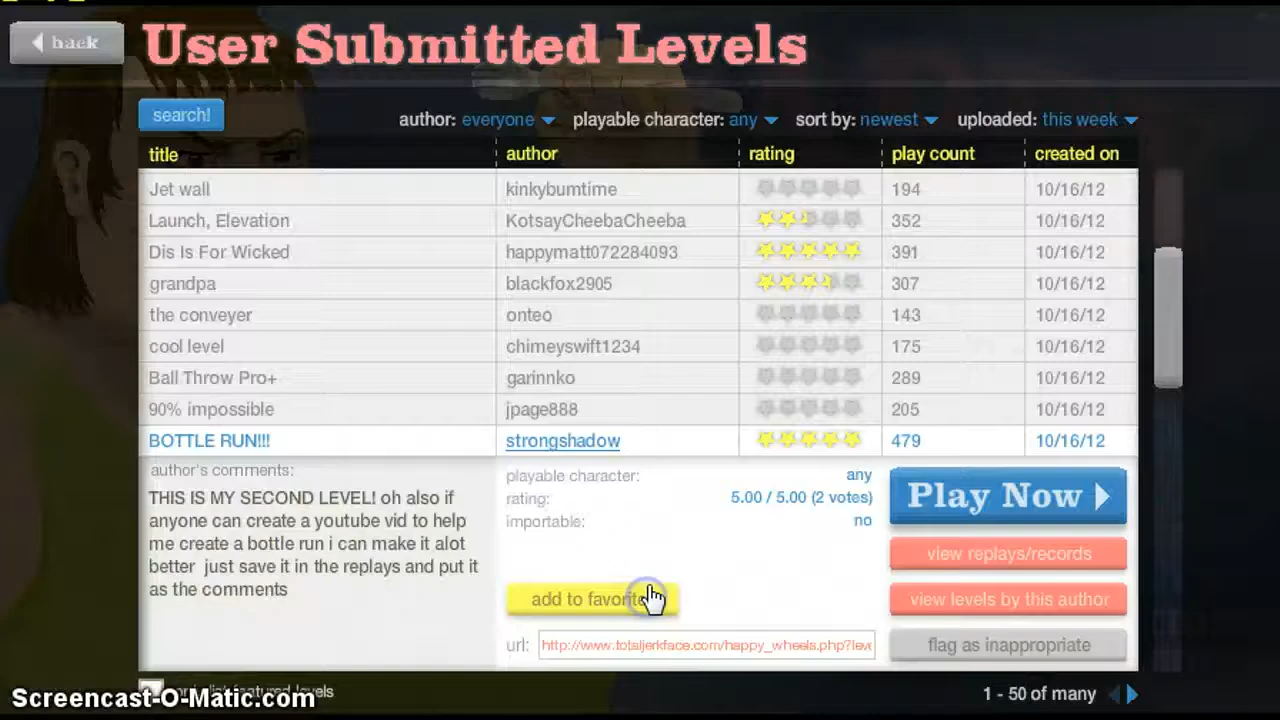 back
User Submitted Levels
search!
author: everyone playable character: any sort by: newest uploaded: this week
title author rating play count created on
Jet wall kinkybumtime 194 10/16/12
Launch, Elevation KotsayCheebaCheeba 352 10/16/12
Dis Is For Wicked happymatt072284093 391 10/16/12
grandpa blackfox2905 307 10/16/12
the conveyer onteo 143 10/16/12
cool level chimeyswift1234 175 10/16/12
Ball Throw Pro+ garinnko 289 10/16/12
90% impossible jpage888 205 10/16/12
BOTTLE RUN!!! strongshadow 479 10/16/12
author's comments:
THIS IS MY SECOND LEVEL! oh also if
anyone can create a youtube vid to help
me create a bottle run i can make it alot
better just save it in the replays and put it
as the comments
playable character: any
rating: 5.00 / 5.00 (2 votes)
importable: no
add to favorite
url: http://www.totaljerkface.com/happy_wheels.php?lev
Play Now
view replays/records
view levels by this author
flag as inappropriate
featured levels
1 - 50 of many
Screencast-O-Matic.com